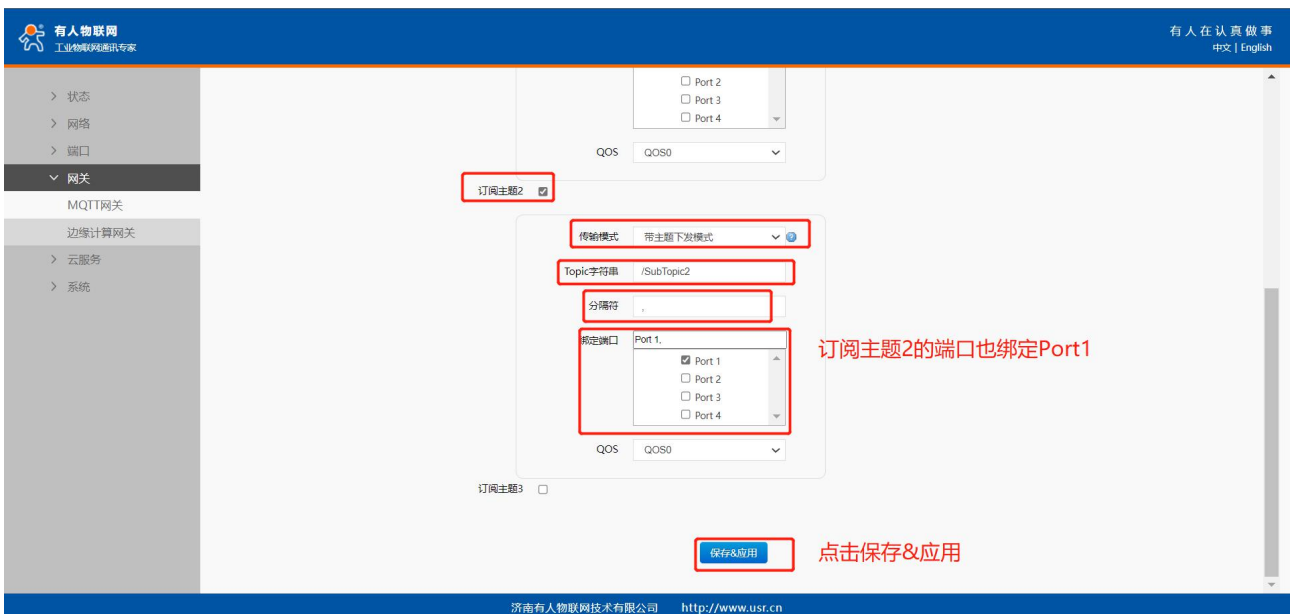 有人物联网
工业物联网通讯专家
有人在认真做事
中文 | English
状态
网络
端口
网关
MQTT网关
边缘计算网关
云服务
系统
Port 2
Port 3
Port 4
QOS QOS0
订阅主题2
传输模式 带主题下发模式
Topic字符串 /SubTopic2
分隔符 ,
绑定端口 Port 1,
Port 1
Port 2
Port 3
Port 4
订阅主题2的端口也绑定Port1
QOS QOS0
订阅主题3
保存&应用
点击保存&应用
济南有人物联网技术有限公司 http://www.usr.cn